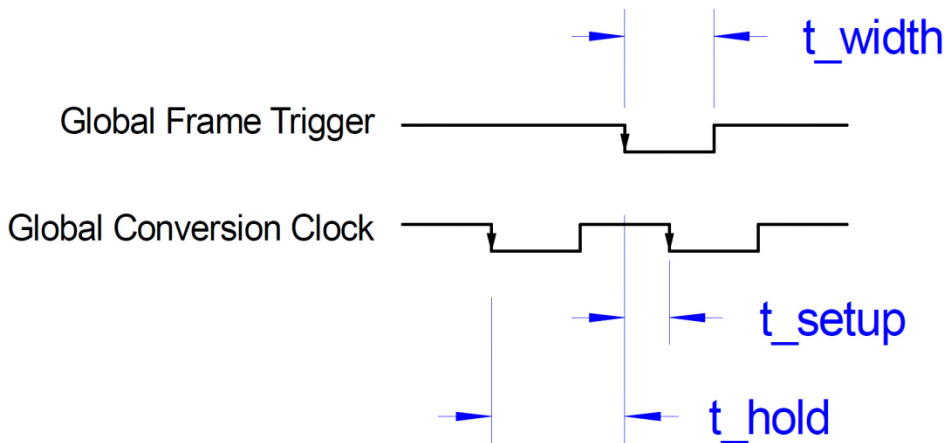 t_width
Global Frame Trigger
Global Conversion Clock
t_setup
t_hold